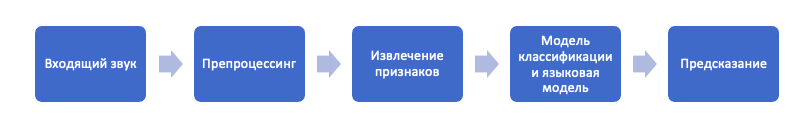 Входящий звук
Препроцессинг
Извлечение
признаков
Модель
классификации
и языковая
модель
Предсказание